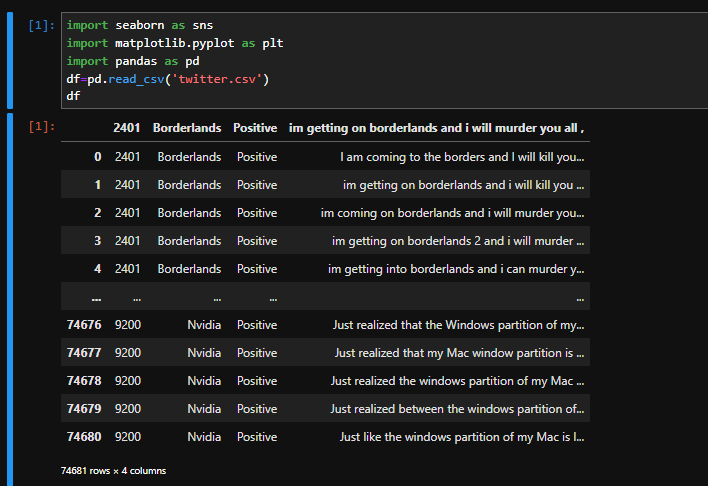 [1]: import seaborn as sns
import matplotlib.pyplot as plt
import pandas as pd
df=pd.read_csv('twitter.csv')
df
[1]: 2401 Borderlands Positive im getting on borderlands and i will murder you all ,
0 2401 Borderlands Positive I am coming to the borders and I will kill you...
1 2401 Borderlands Positive im getting on borderlands and i will kill you ...
2 2401 Borderlands Positive im coming on borderlands and i will murder you...
3 2401 Borderlands Positive im getting on borderlands 2 and i will murder ...
4 2401 Borderlands Positive im getting into borderlands and i can murder y...
... ... ... ... ...
74676 9200 Nvidia Positive Just realized that the Windows partition of my...
74677 9200 Nvidia Positive Just realized that my Mac window partition is ...
74678 9200 Nvidia Positive Just realized the windows partition of my Mac ...
74679 9200 Nvidia Positive Just realized between the windows partition of...
74680 9200 Nvidia Positive Just like the windows partition of my Mac is l...
74681 rows × 4 columns